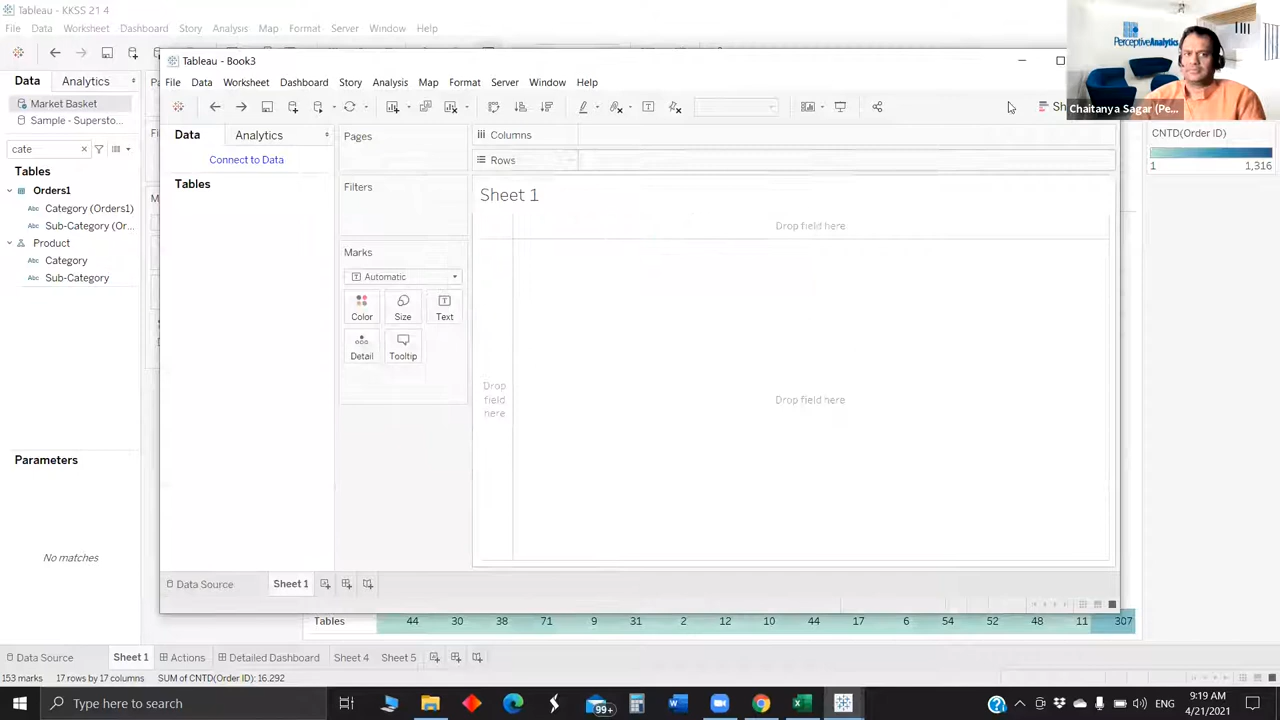 Tableau - KKSS 21 4
File Data Worksheet Dashboard Story Analysis Map Format Server Window Help
Data
Analytics
Market Basket
Sample - Supersto...
cate
Tables
Orders1
Category (Orders1)
Sub-Category (Or...
Product
Category
Sub-Category
Parameters
No matches
Tableau - Book3
File Data Worksheet Dashboard Story Analysis Map Format Server Window Help
Data
Analytics
Connect to Data
Tables
Pages
Filters
Marks
Automatic
Color
Size
Text
Detail
Tooltip
Columns
Rows
Sheet 1
Drop field here
Drop
field
here
Drop field here
Data Source
Sheet 1
PerceptiveAnalytics
Chaitanya Sagar (Pe...
CNTD(Order ID)
1 1,316
Tables 44 30 38 71 9 31 2 12 10 44 17 6 54 52 48 11 307
Data Source Sheet 1 Actions Detailed Dashboard Sheet 4 Sheet 5
153 marks 17 rows by 17 columns SUM of CNTD(Order ID): 16,292
Type here to search
99+
ENG
9:19 AM
4/21/2021